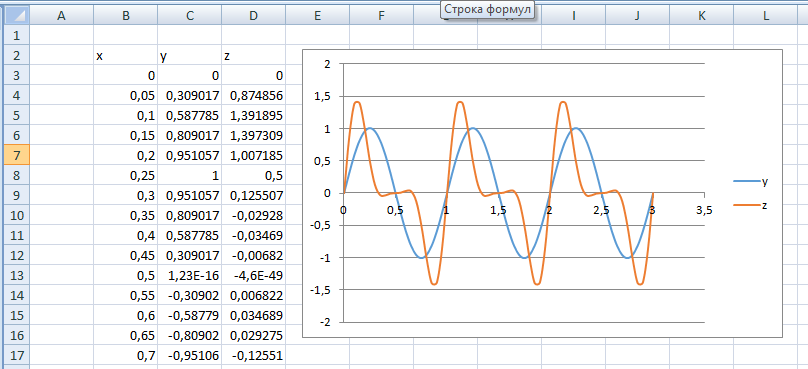 Строка формул
A B C D E F G H I J K L
1
2 x y z
3 0 0 0
4 0,05 0,309017 0,874856
5 0,1 0,587785 1,391895
6 0,15 0,809017 1,397309
7 0,2 0,951057 1,007185
8 0,25 1 0,5
9 0,3 0,951057 0,125507
10 0,35 0,809017 -0,02928
11 0,4 0,587785 -0,03469
12 0,45 0,309017 -0,00682
13 0,5 1,23E-16 -4,6E-49
14 0,55 -0,30902 0,006822
15 0,6 -0,58779 0,034689
16 0,65 -0,80902 0,029275
17 0,7 -0,95106 -0,12551
2
1,5
1
0,5
0
-0,5
-1
-1,5
-2
0 0,5 1 1,5 2 2,5 3 3,5
y
z